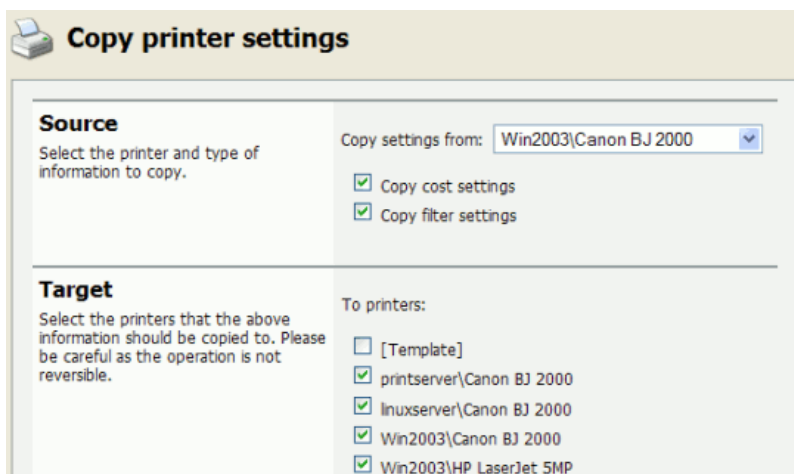 Copy printer settings
Source
Select the printer and type of
information to copy.
Copy settings from: Win2003\Canon BJ 2000
Copy cost settings
Copy filter settings
Target
Select the printers that the above
information should be copied to. Please
be careful as the operation is not
reversible.
To printers:
[Template]
printserver\Canon BJ 2000
linuxserver\Canon BJ 2000
Win2003\Canon BJ 2000
Win2003\HP LaserJet 5MP